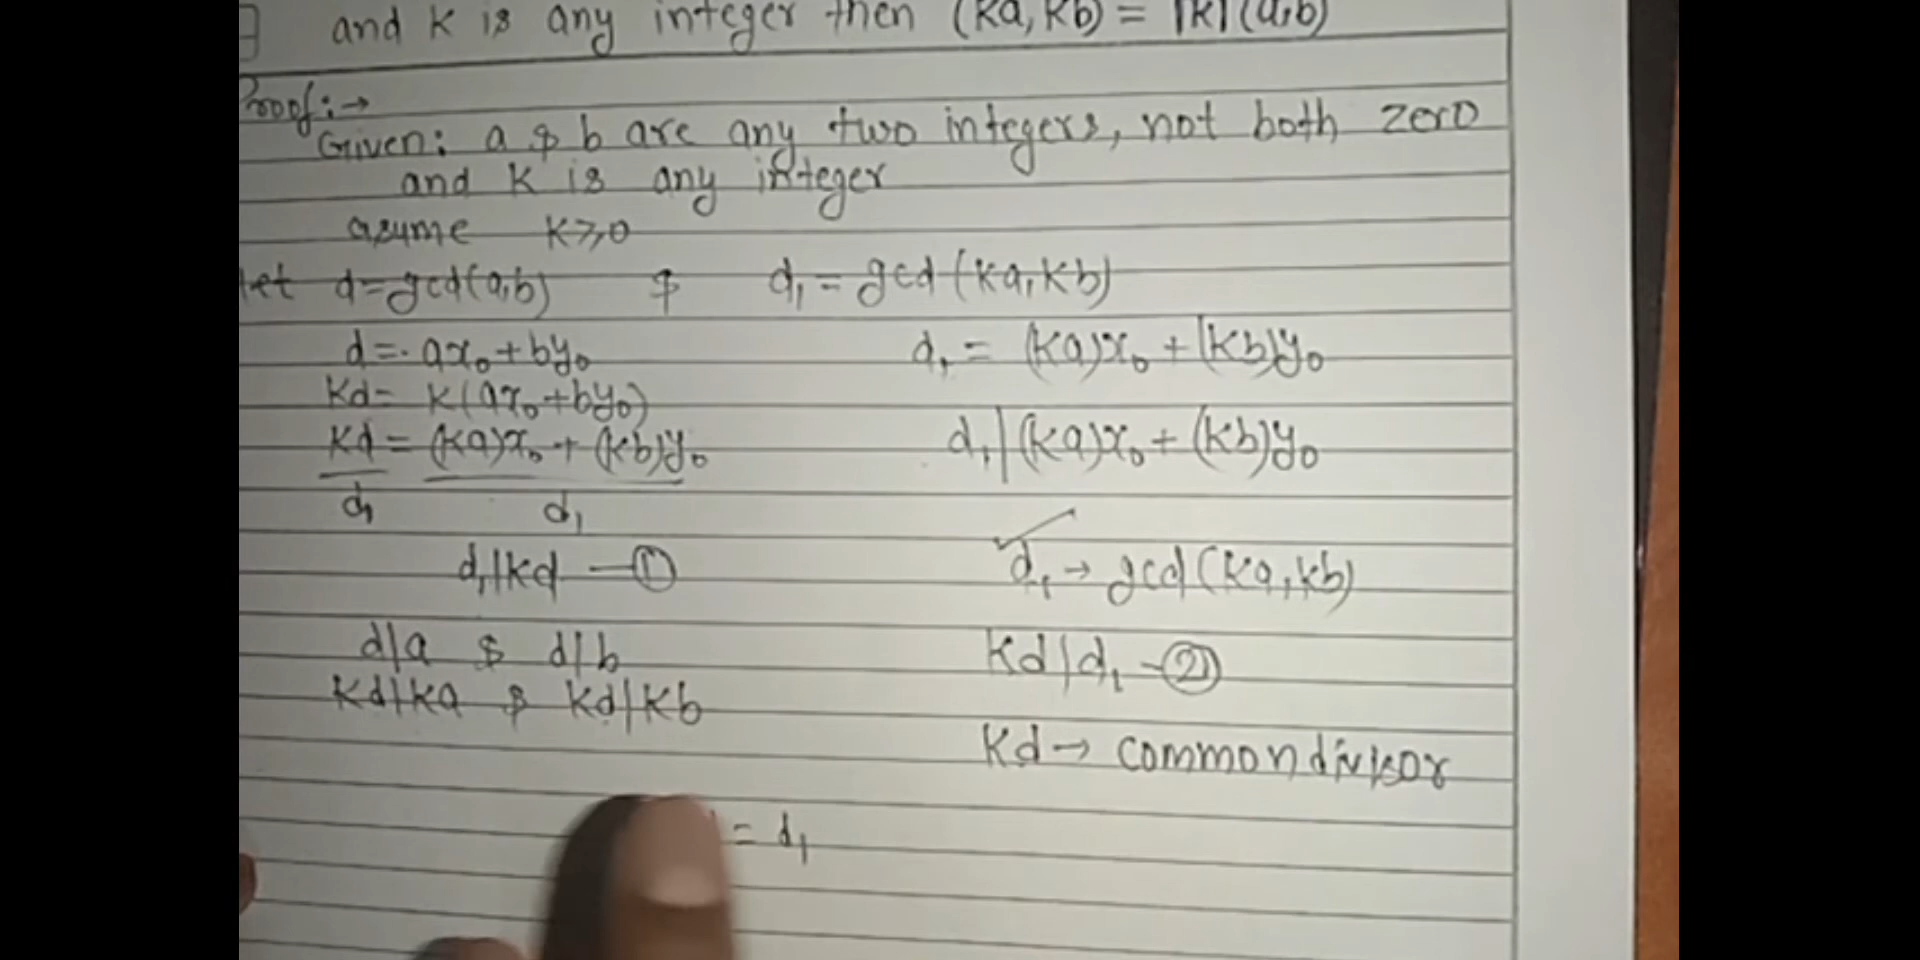 and K is any integer then (Ka, Kb) = |K| (a,b)
Proof:→
Given: a & b are any two integers, not both zero
and K is any integer
asume K≥0
let d=gcd(a,b) & d₁ = gcd (Ka, Kb)
d = ax₀ + by₀ d₁ = (Ka)x₀ + (Kb)y₀
Kd = K(ax₀+by₀)
Kd = (Ka)x₀ + (Kb)y₀ d₁|(Ka)x₀ + (Kb)y₀
d₁ d₁
d₁|Kd —① d₁ → gcd (Ka, Kb)
d|a & d|b Kd|d₁ -②
Kd|Ka & Kd|Kb
Kd → common divisor
= d₁